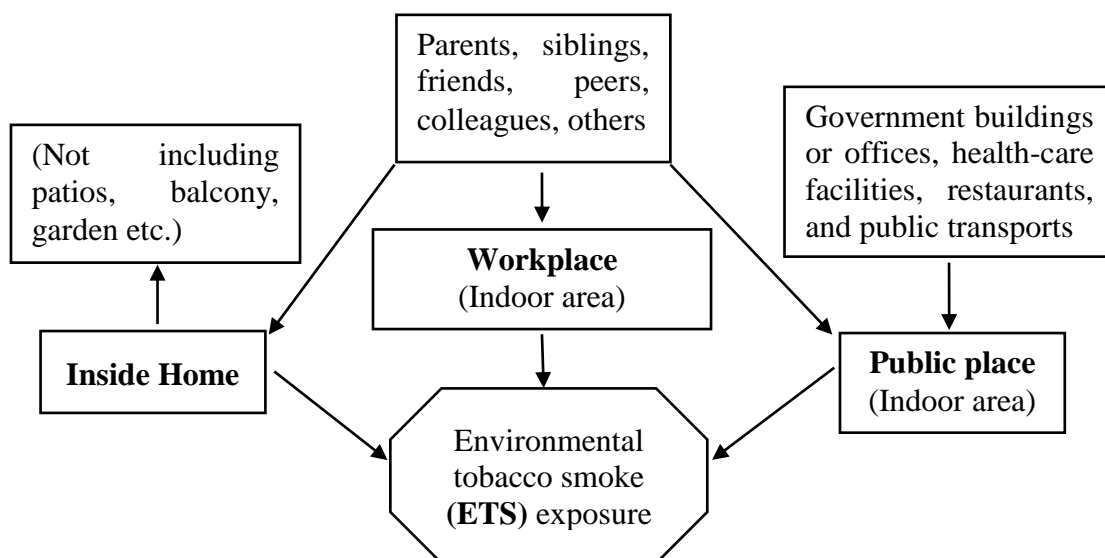 Parents, siblings,
friends, peers,
colleagues, others
(Not including
patios, balcony,
garden etc.)
Government buildings
or offices, health-care
facilities, restaurants,
and public transports
Workplace
(Indoor area)
Inside Home
Public place
(Indoor area)
Environmental
tobacco smoke
(ETS) exposure